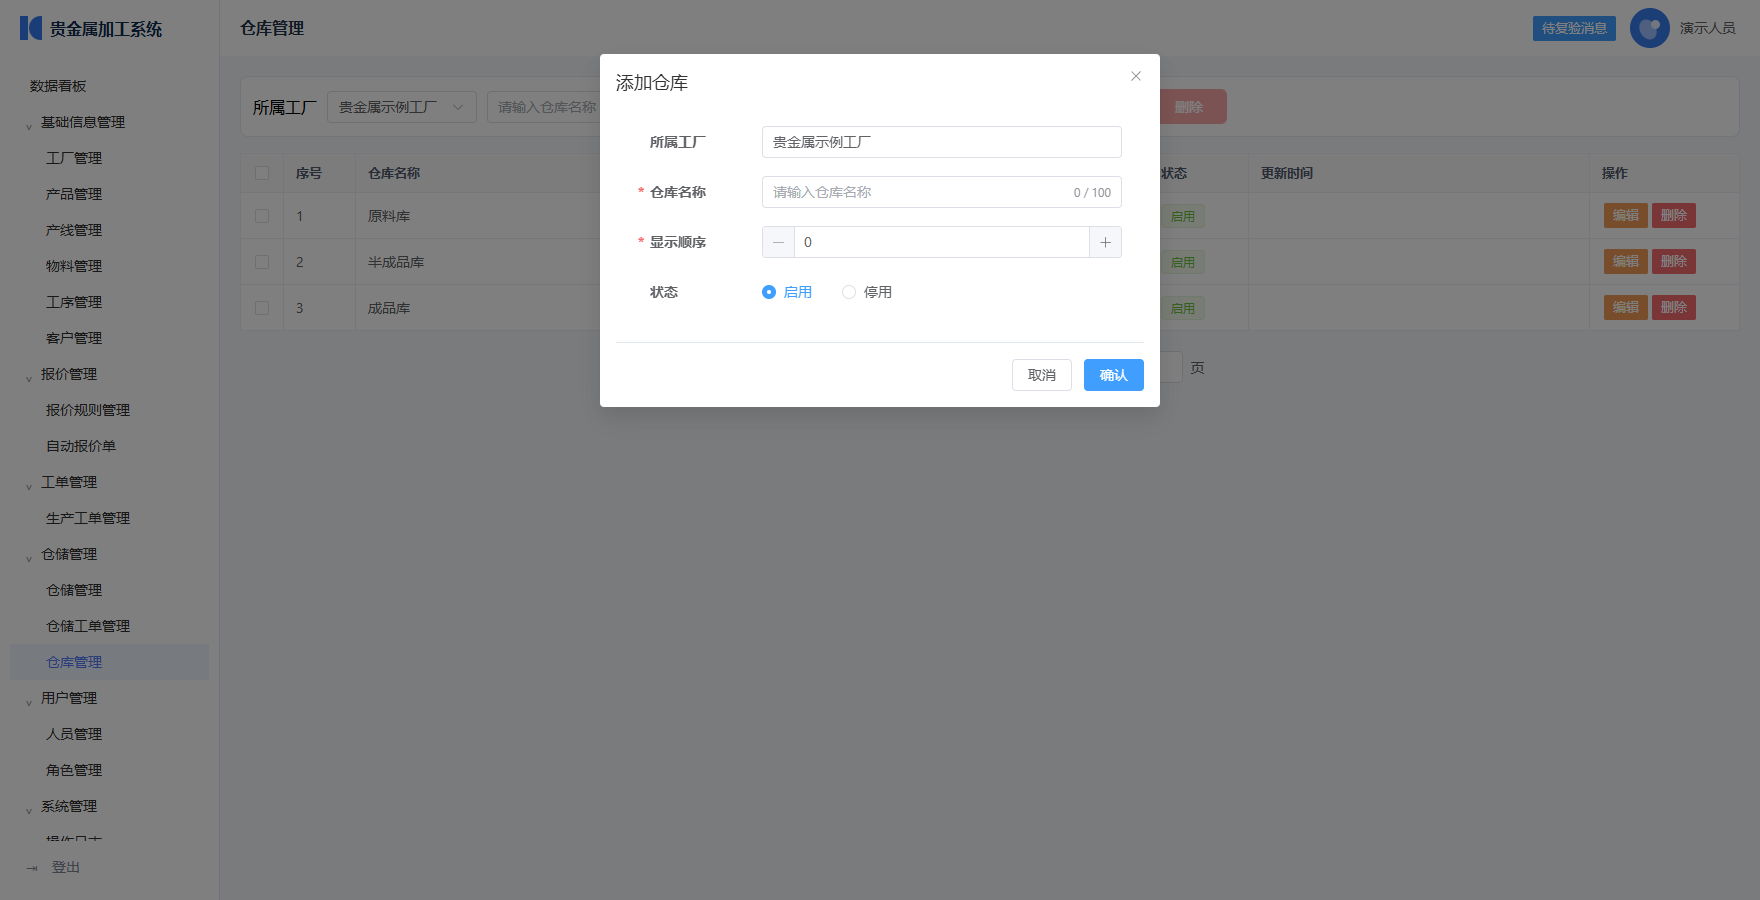 贵金属加工系统
仓库管理
待复验消息
演示人员
数据看板
基础信息管理
工厂管理
产品管理
产线管理
物料管理
工序管理
客户管理
报价管理
报价规则管理
自动报价单
工单管理
生产工单管理
仓储管理
仓储管理
仓储工单管理
仓库管理
用户管理
人员管理
角色管理
系统管理
操作日志
登出
所属工厂 贵金属示例工厂 请输入仓库名称 删除
序号 仓库名称 状态 更新时间 操作
1 原料库 启用 编辑 删除
2 半成品库 启用 编辑 删除
3 成品库 启用 编辑 删除
页
添加仓库
所属工厂 贵金属示例工厂
* 仓库名称 请输入仓库名称 0 / 100
* 显示顺序 0
状态 启用 停用
取消 确认